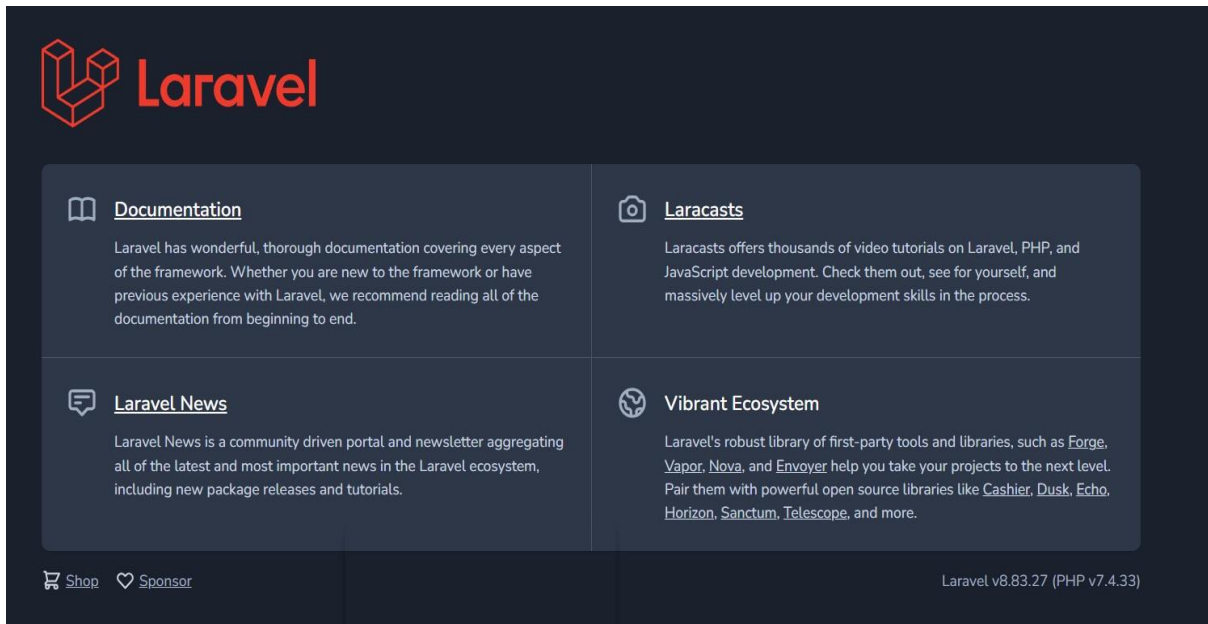 Laravel
Documentation
Laravel has wonderful, thorough documentation covering every aspect
of the framework. Whether you are new to the framework or have
previous experience with Laravel, we recommend reading all of the
documentation from beginning to end.
Laracasts
Laracasts offers thousands of video tutorials on Laravel, PHP, and
JavaScript development. Check them out, see for yourself, and
massively level up your development skills in the process.
Laravel News
Laravel News is a community driven portal and newsletter aggregating
all of the latest and most important news in the Laravel ecosystem,
including new package releases and tutorials.
Vibrant Ecosystem
Laravel's robust library of first-party tools and libraries, such as Forge,
Vapor, Nova, and Envoyer help you take your projects to the next level.
Pair them with powerful open source libraries like Cashier, Dusk, Echo,
Horizon, Sanctum, Telescope, and more.
Shop Sponsor
Laravel v8.83.27 (PHP v7.4.33)